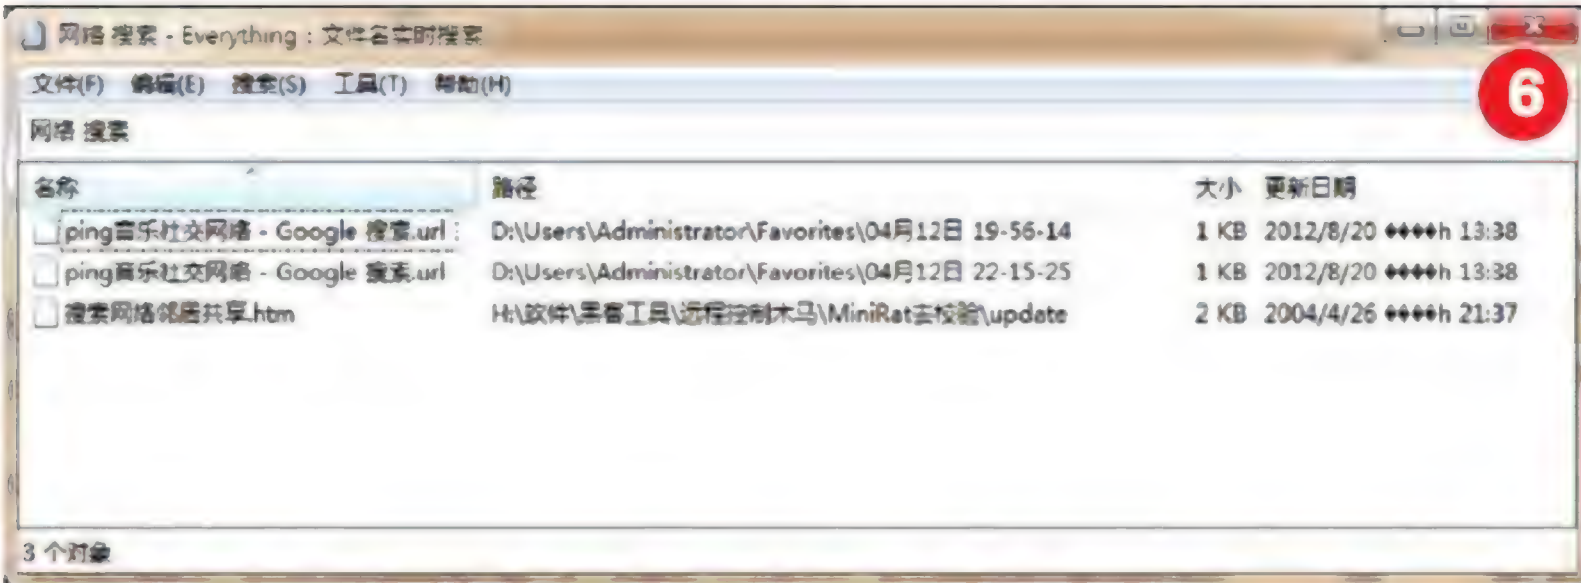 网络 搜索 - Everything : 文件名实时搜索
文件(F) 编辑(E) 搜索(S) 工具(T) 帮助(H)
6
网络 搜索
名称 路径 大小 更新日期
ping音乐社交网络 - Google 搜索.url D:\Users\Administrator\Favorites\04月12日 19-56-14 1 KB 2012/8/20 ����h 13:38
ping音乐社交网络 - Google 搜索.url D:\Users\Administrator\Favorites\04月12日 22-15-25 1 KB 2012/8/20 ����h 13:38
搜索网络邻居共享.htm H:\软件\黑客工具\远程控制木马\MiniRat去校验\update 2 KB 2004/4/26 ����h 21:37
3 个对象